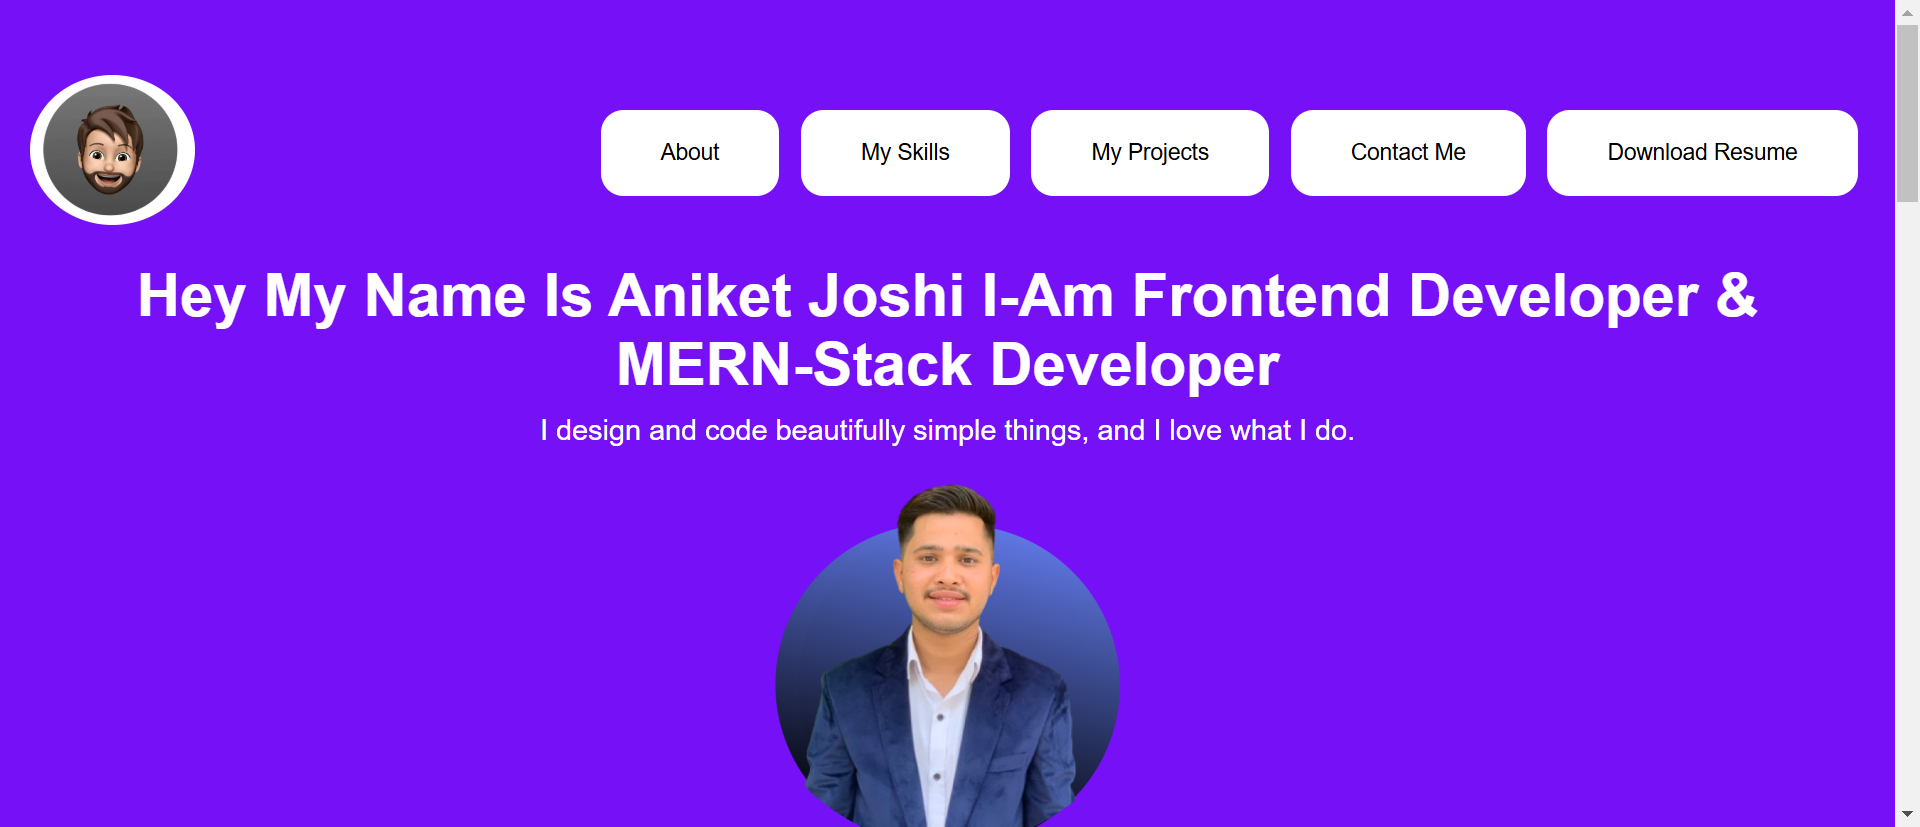 About
My Skills
My Projects
Contact Me
Download Resume
Hey My Name Is Aniket Joshi I-Am Frontend Developer &
MERN-Stack Developer
I design and code beautifully simple things, and I love what I do.